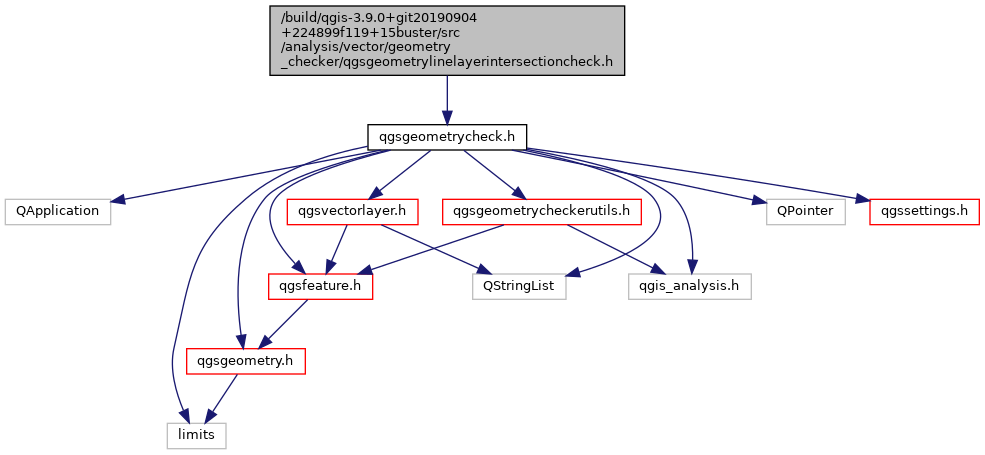 /build/qgis-3.9.0+git20190904
+224899f119+15buster/src
/analysis/vector/geometry
_checker/qgsgeometrylinelayerintersectioncheck.h
qgsgeometrycheck.h
QApplication
qgsvectorlayer.h
qgsgeometrycheckerutils.h
QPointer
qgssettings.h
qgsfeature.h
QStringList
qgis_analysis.h
qgsgeometry.h
limits